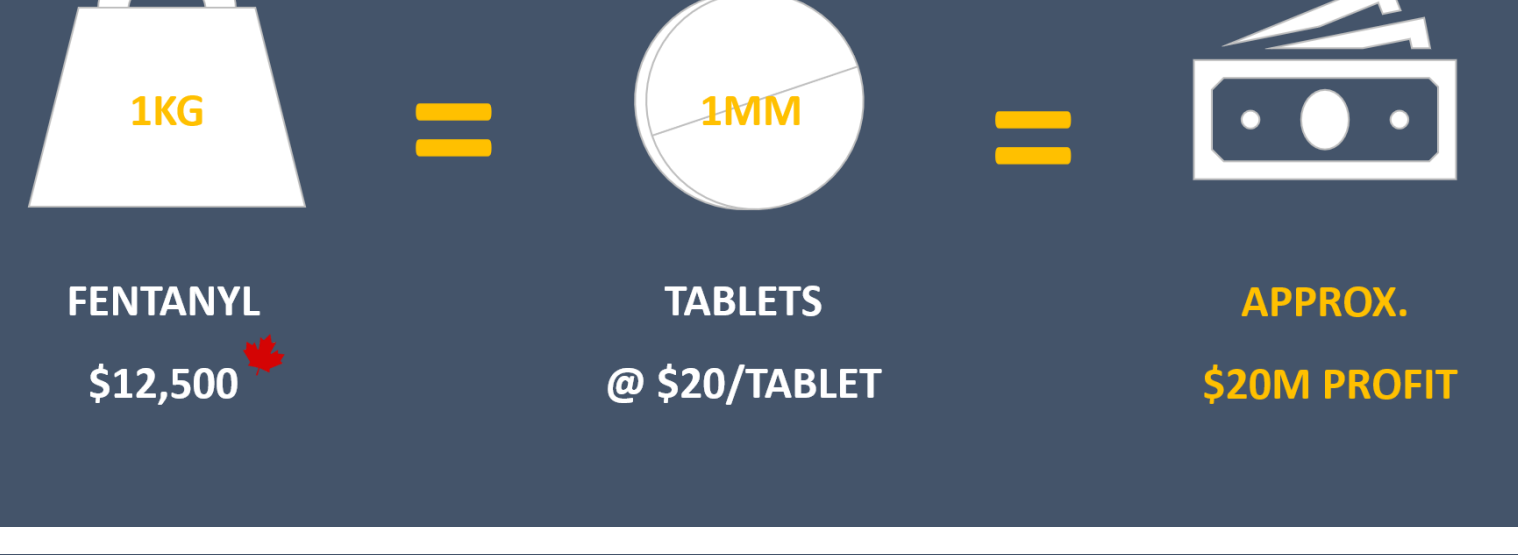 1KG
1MM
FENTANYL
$12,500
TABLETS
@ $20/TABLET
APPROX.
$20M PROFIT